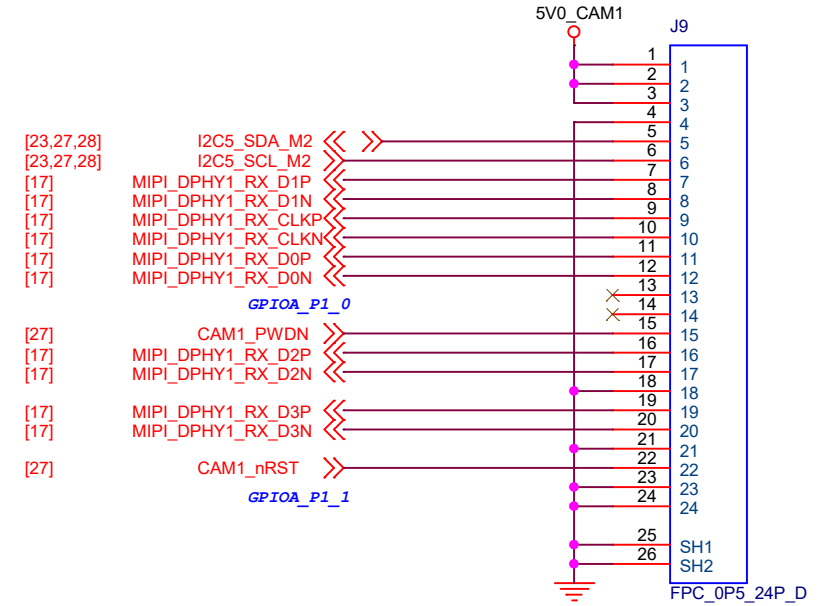 5V0_CAM1
J9
1 1
2 2
3 3
4 4
[23,27,28] I2C5_SDA_M2 5 5
[23,27,28] I2C5_SCL_M2 6 6
[17] MIPI_DPHY1_RX_D1P 7 7
[17] MIPI_DPHY1_RX_D1N 8 8
[17] MIPI_DPHY1_RX_CLKP 9 9
[17] MIPI_DPHY1_RX_CLKN 10 10
[17] MIPI_DPHY1_RX_D0P 11 11
[17] MIPI_DPHY1_RX_D0N 12 12
GPIOA_P1_0 13 13
14 14
[27] CAM1_PWDN 15 15
[17] MIPI_DPHY1_RX_D2P 16 16
[17] MIPI_DPHY1_RX_D2N 17 17
18 18
[17] MIPI_DPHY1_RX_D3P 19 19
[17] MIPI_DPHY1_RX_D3N 20 20
21 21
[27] CAM1_nRST 22 22
GPIOA_P1_1 23 23
24 24
25 SH1
26 SH2
FPC_0P5_24P_D